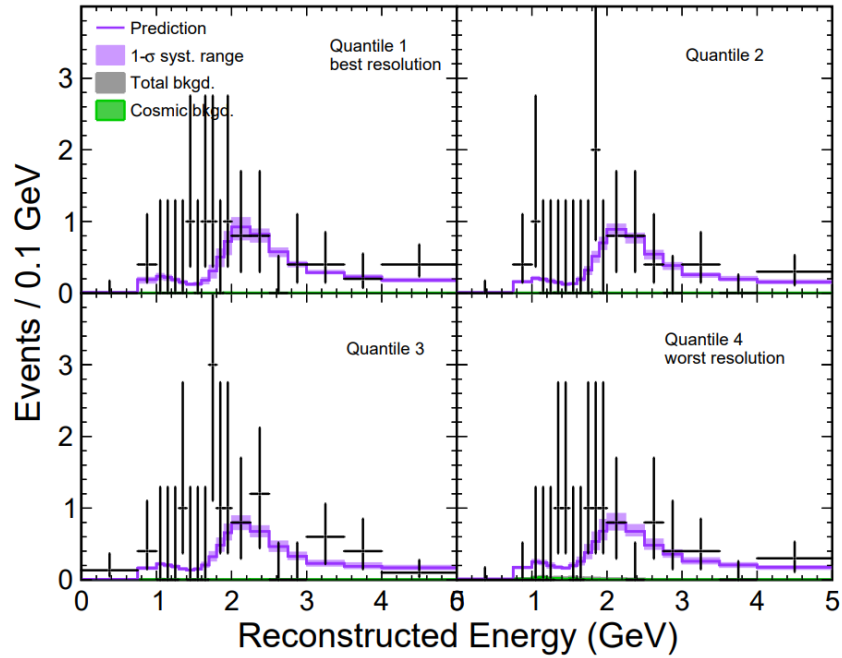 Prediction
1-σ syst. range
Total bkgd.
Cosmic bkgd.
Quantile 1
best resolution
Quantile 2
Quantile 3
Quantile 4
worst resolution
3
2
1
0
3
2
1
0
0 1 2 3 4 0 1 2 3 4 5
Events / 0.1 GeV
Reconstructed Energy (GeV)